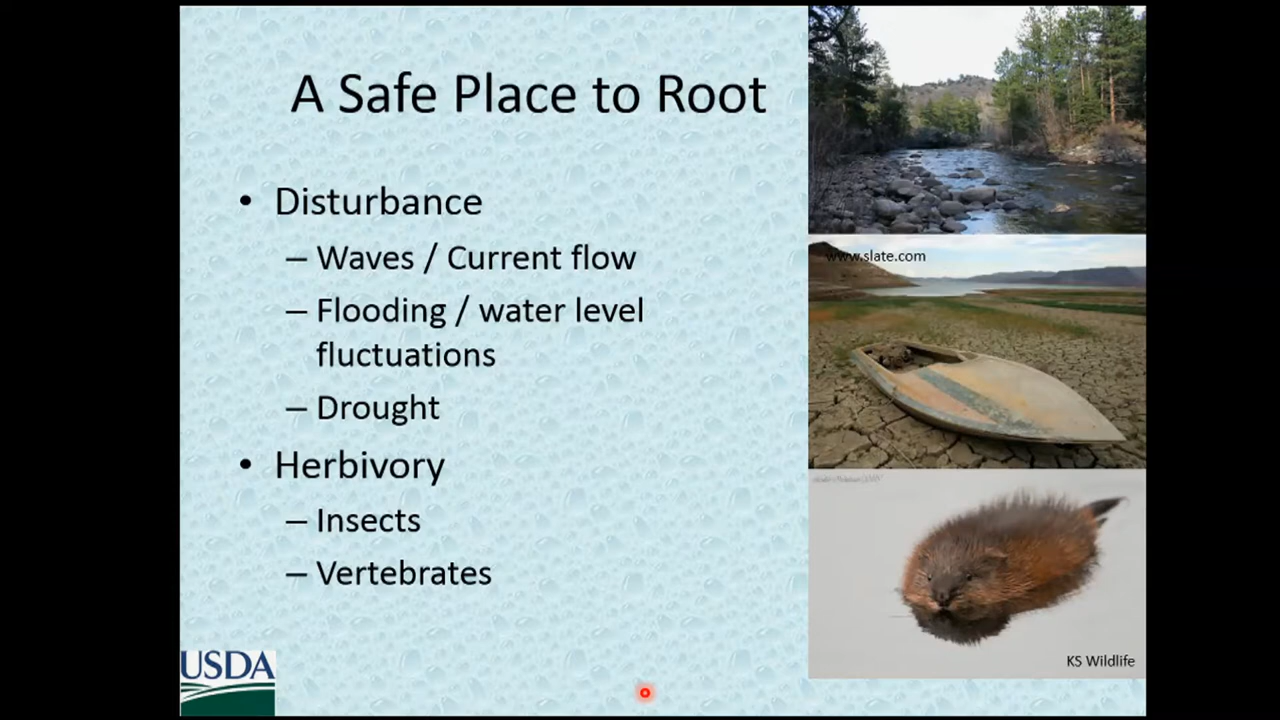 A Safe Place to Root
• Disturbance
– Waves / Current flow
– Flooding / water level
fluctuations
– Drought
• Herbivory
– Insects
– Vertebrates
www.slate.com
KS Wildlife
USDA